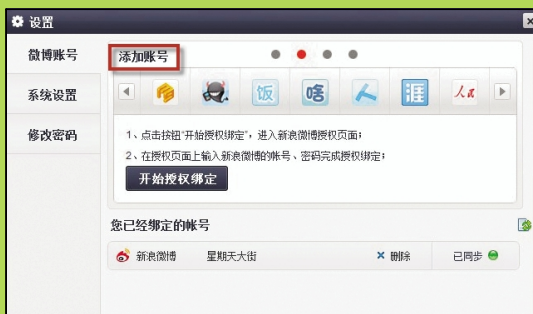 设置
微博账号
系统设置
修改密码
添加账号
饭 啥 人 涯 人民
1、点击按钮“开始授权绑定”，进入新浪微博授权页面；
2、在授权页面上输入新浪微博的帐号、密码完成授权绑定；
开始授权绑定
您已经绑定的帐号
新浪微博 星期天大街 × 删除 已同步